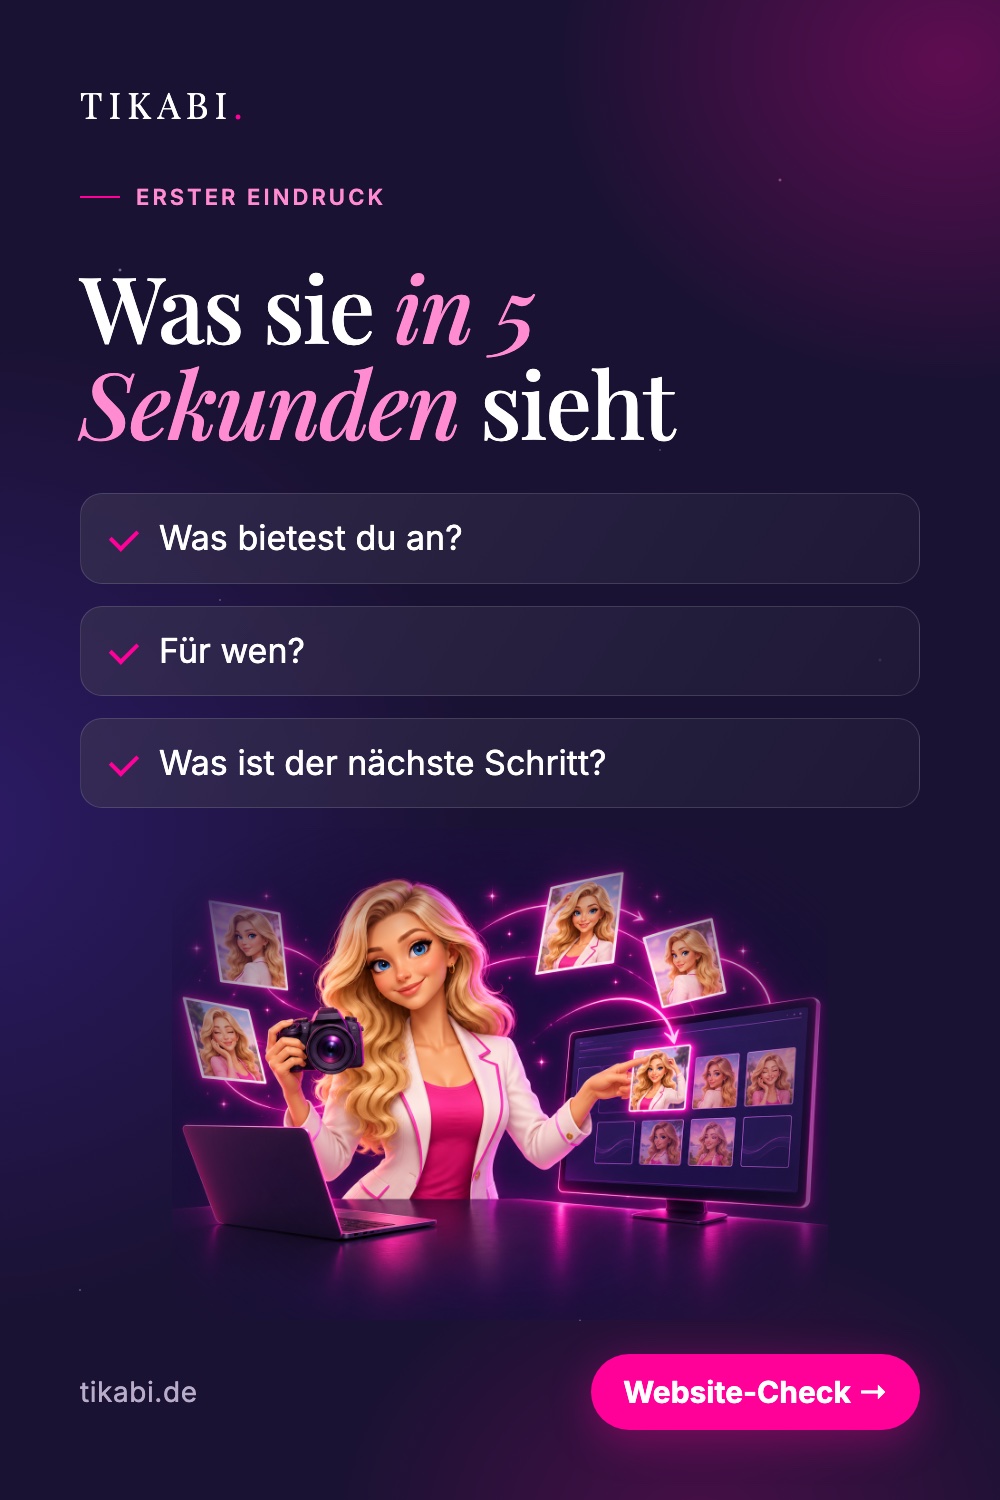 TIKABI.
ERSTER EINDRUCK
Was sie in 5
Sekunden sieht
Was bietest du an?
Für wen?
Was ist der nächste Schritt?
tikabi.de
Website-Check →